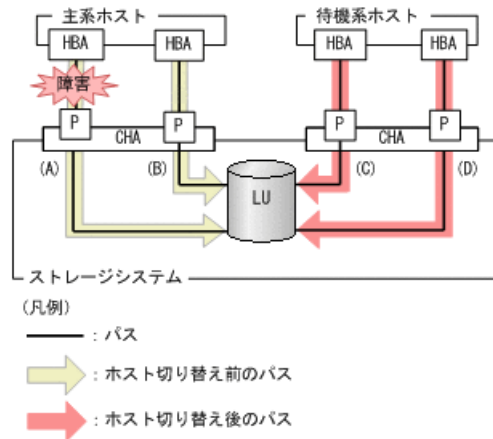 主系ホスト 待機系ホスト
HBA HBA HBA HBA
障害
P P P P
CHA CHA
(A) (B) (C) (D)
LU
ストレージシステム
(凡例)
：パス
：ホスト切り替え前のパス
：ホスト切り替え後のパス